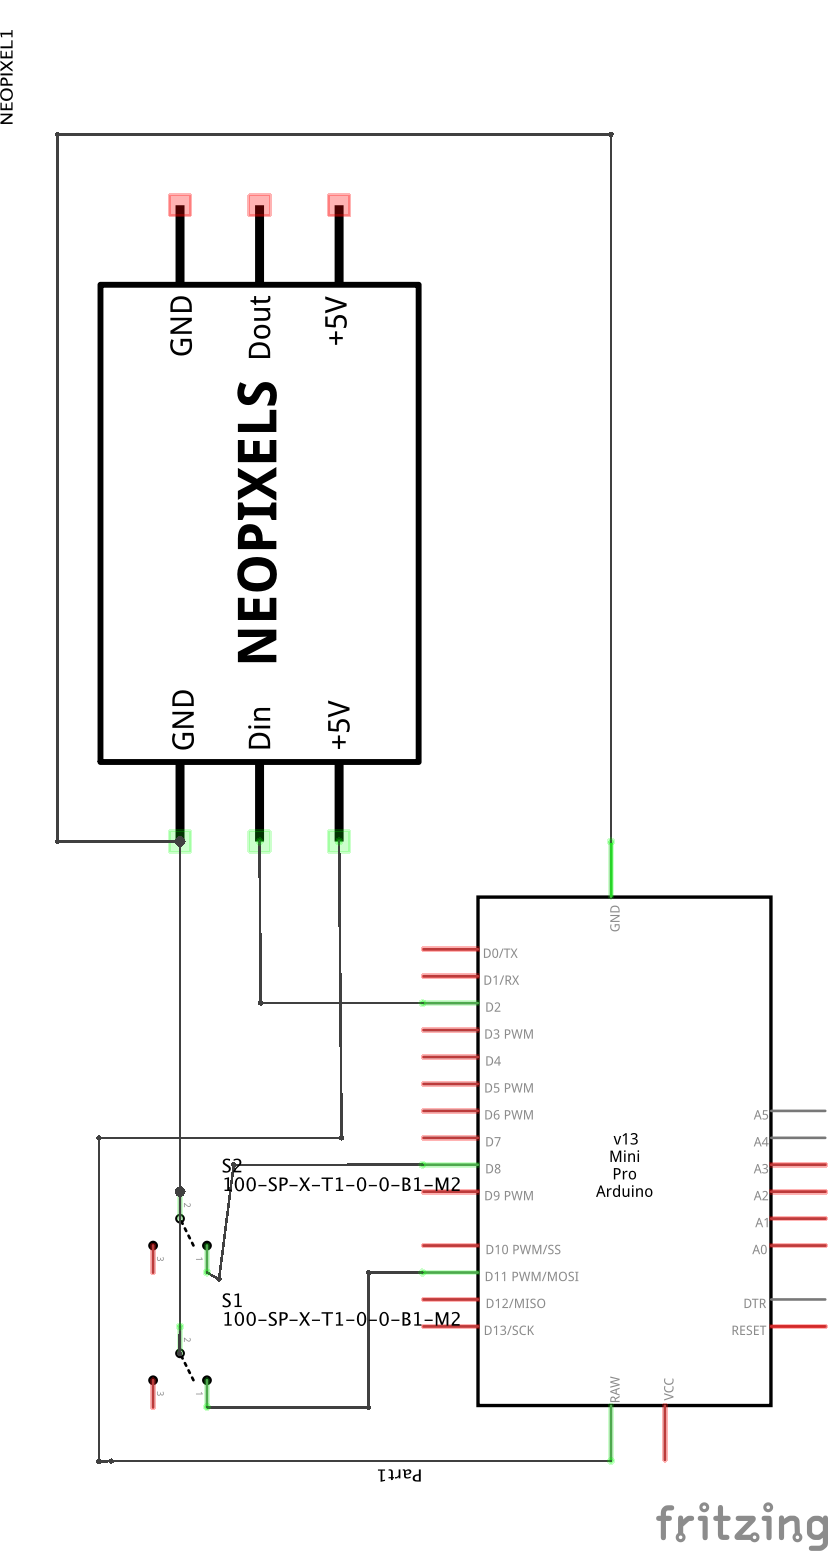 NEOPIXEL1
GND
Dout
+5V
NEOPIXELS
GND
Din
+5V
GND
D0/TX
D1/RX
D2
D3 PWM
D4
D5 PWM
D6 PWM
D7
D8
D9 PWM
D10 PWM/SS
D11 PWM/MOSI
D12/MISO
D13/SCK
v13
Mini
Pro
Arduino
A5
A4
A3
A2
A1
A0
DTR
RESET
RAW
VCC
S2
100-SP-X-T1-0-0-B1-M2
2
3
1
S1
100-SP-X-T1-0-0-B1-M2
2
3
1
Part1
fritzing